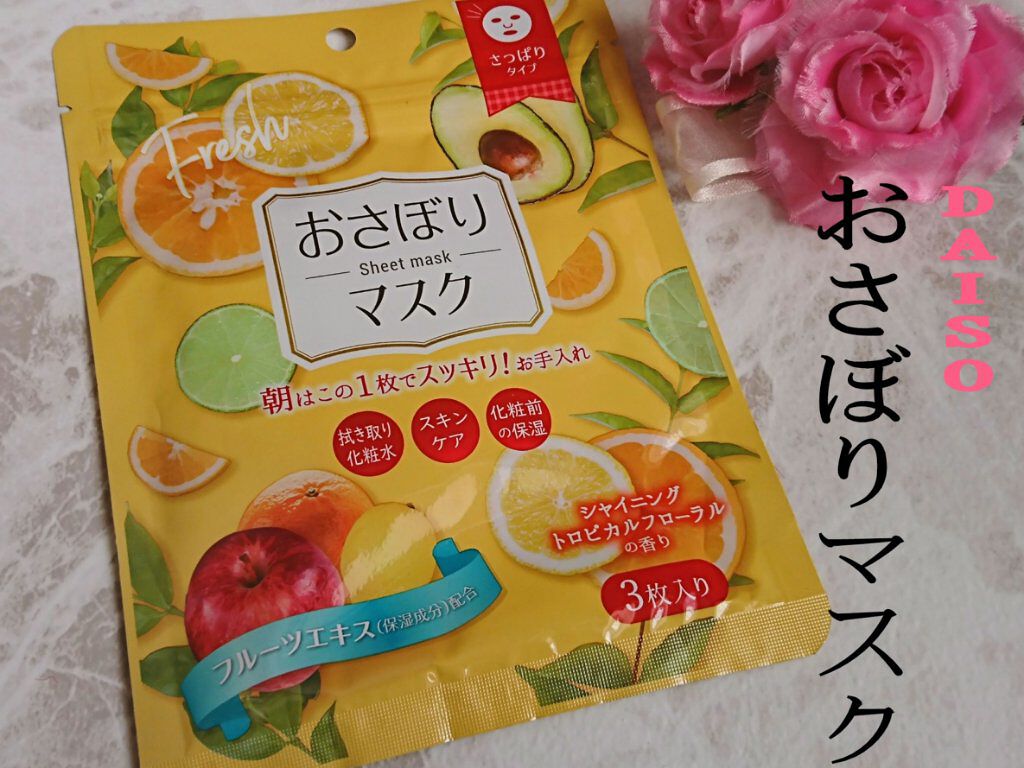 さっぱり
タイプ
Fresh
おさぼり
Sheet mask
マスク
朝はこの1枚でスッキリ!お手入れ
拭き取り
化粧水
スキン
ケア
化粧前
の保湿
シャイニング
トロピカルフローラル
の香り
3枚入り
フルーツエキス(保湿成分)配合
DAISO
おさぼりマスク